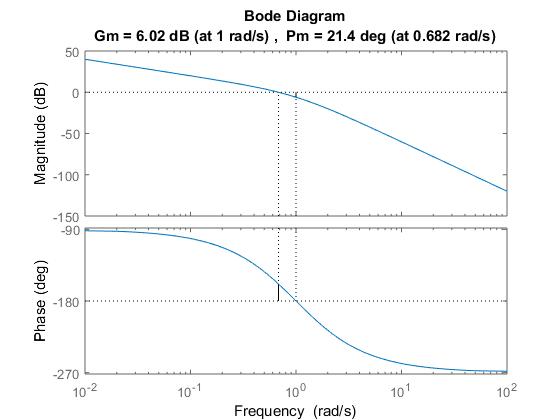 Bode Diagram
Gm = 6.02 dB (at 1 rad/s) ,  Pm = 21.4 deg (at 0.682 rad/s)
Magnitude (dB)
50
0
-50
-100
-150
Phase (deg)
-90
-180
-270
10^-2 10^-1 10^0 10^1 10^2
Frequency  (rad/s)